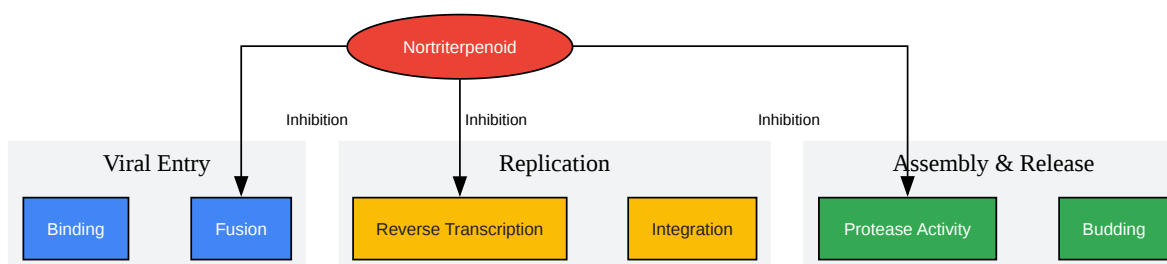 Nortriterpenoid
Inhibition
Inhibition
Inhibition
Viral Entry
Replication
Assembly & Release
Binding
Fusion
Reverse Transcription
Integration
Protease Activity
Budding